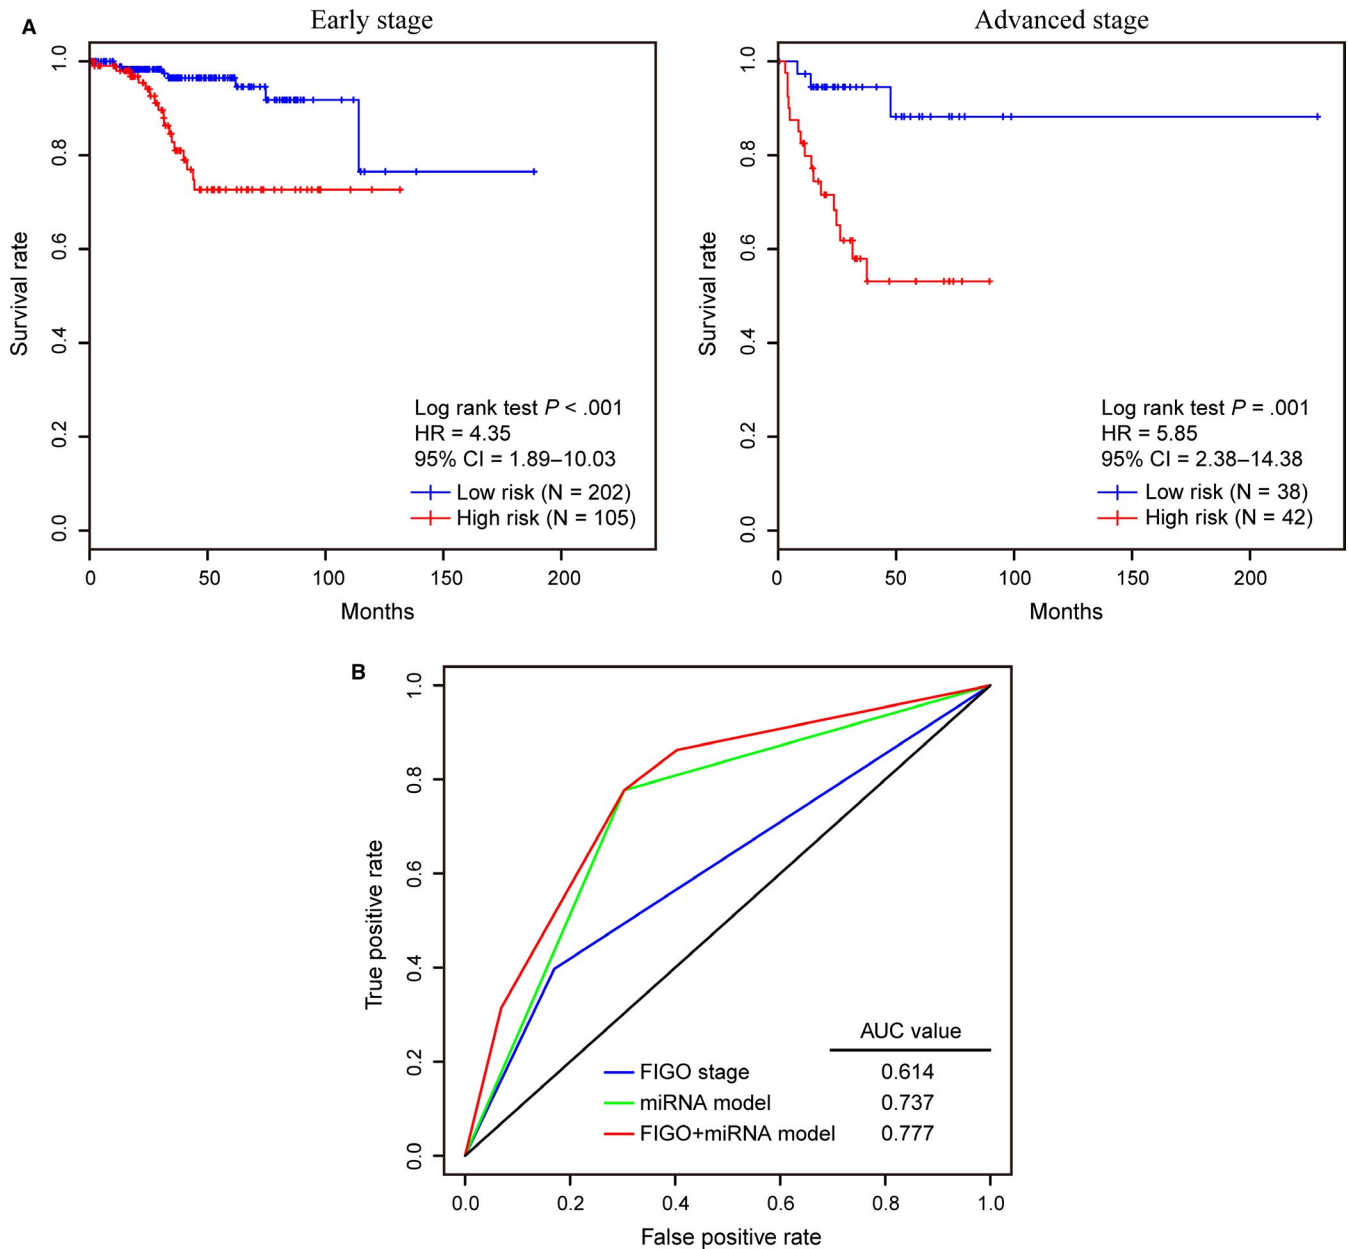 A
Early stage
Advanced stage
Survival rate
1.0
0.8
0.6
0.4
0.2
0.0
Log rank test P < .001
HR = 4.35
95% CI = 1.89–10.03
Low risk (N = 202)
High risk (N = 105)
0 50 100 150 200
Months
Survival rate
1.0
0.8
0.6
0.4
0.2
0.0
Log rank test P = .001
HR = 5.85
95% CI = 2.38–14.38
Low risk (N = 38)
High risk (N = 42)
0 50 100 150 200
Months
B
True positive rate
1.0
0.8
0.6
0.4
0.2
0.0
AUC value
FIGO stage 0.614
miRNA model 0.737
FIGO+miRNA model 0.777
0.0 0.2 0.4 0.6 0.8 1.0
False positive rate